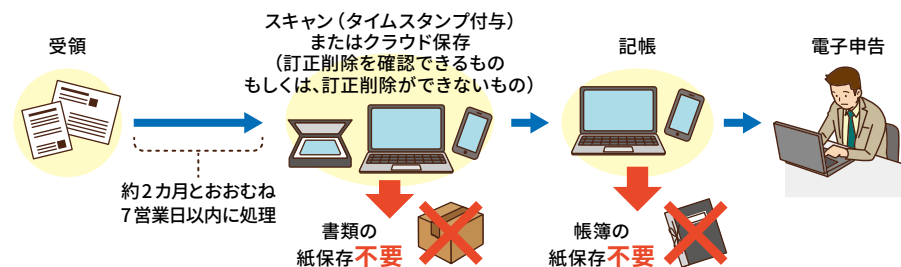 受領
スキャン（タイムスタンプ付与）
またはクラウド保存
（訂正削除を確認できるもの
もしくは、訂正削除ができないもの）
記帳
電子申告
約2カ月とおおむね
7営業日以内に処理
書類の
紙保存不要
帳簿の
紙保存不要